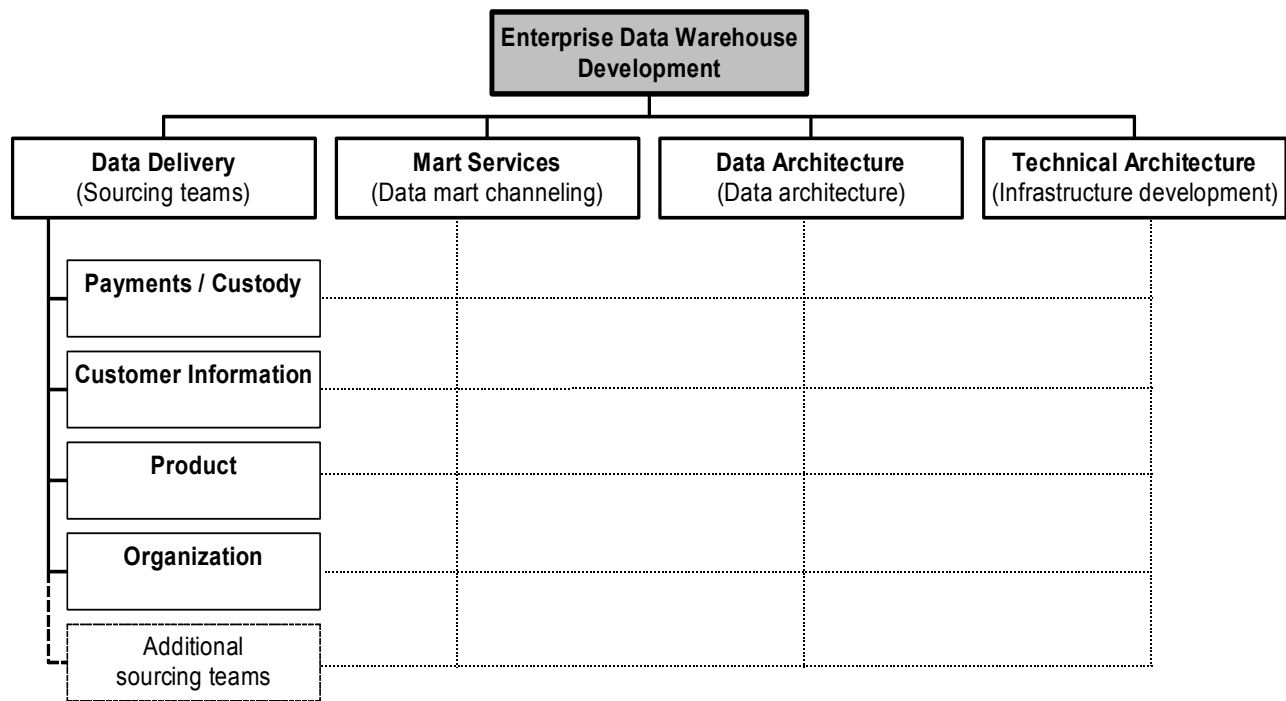 Enterprise Data Warehouse
Development
Data Delivery
(Sourcing teams)
Mart Services
(Data mart channeling)
Data Architecture
(Data architecture)
Technical Architecture
(Infrastructure development)
Payments / Custody
Customer Information
Product
Organization
Additional
sourcing teams